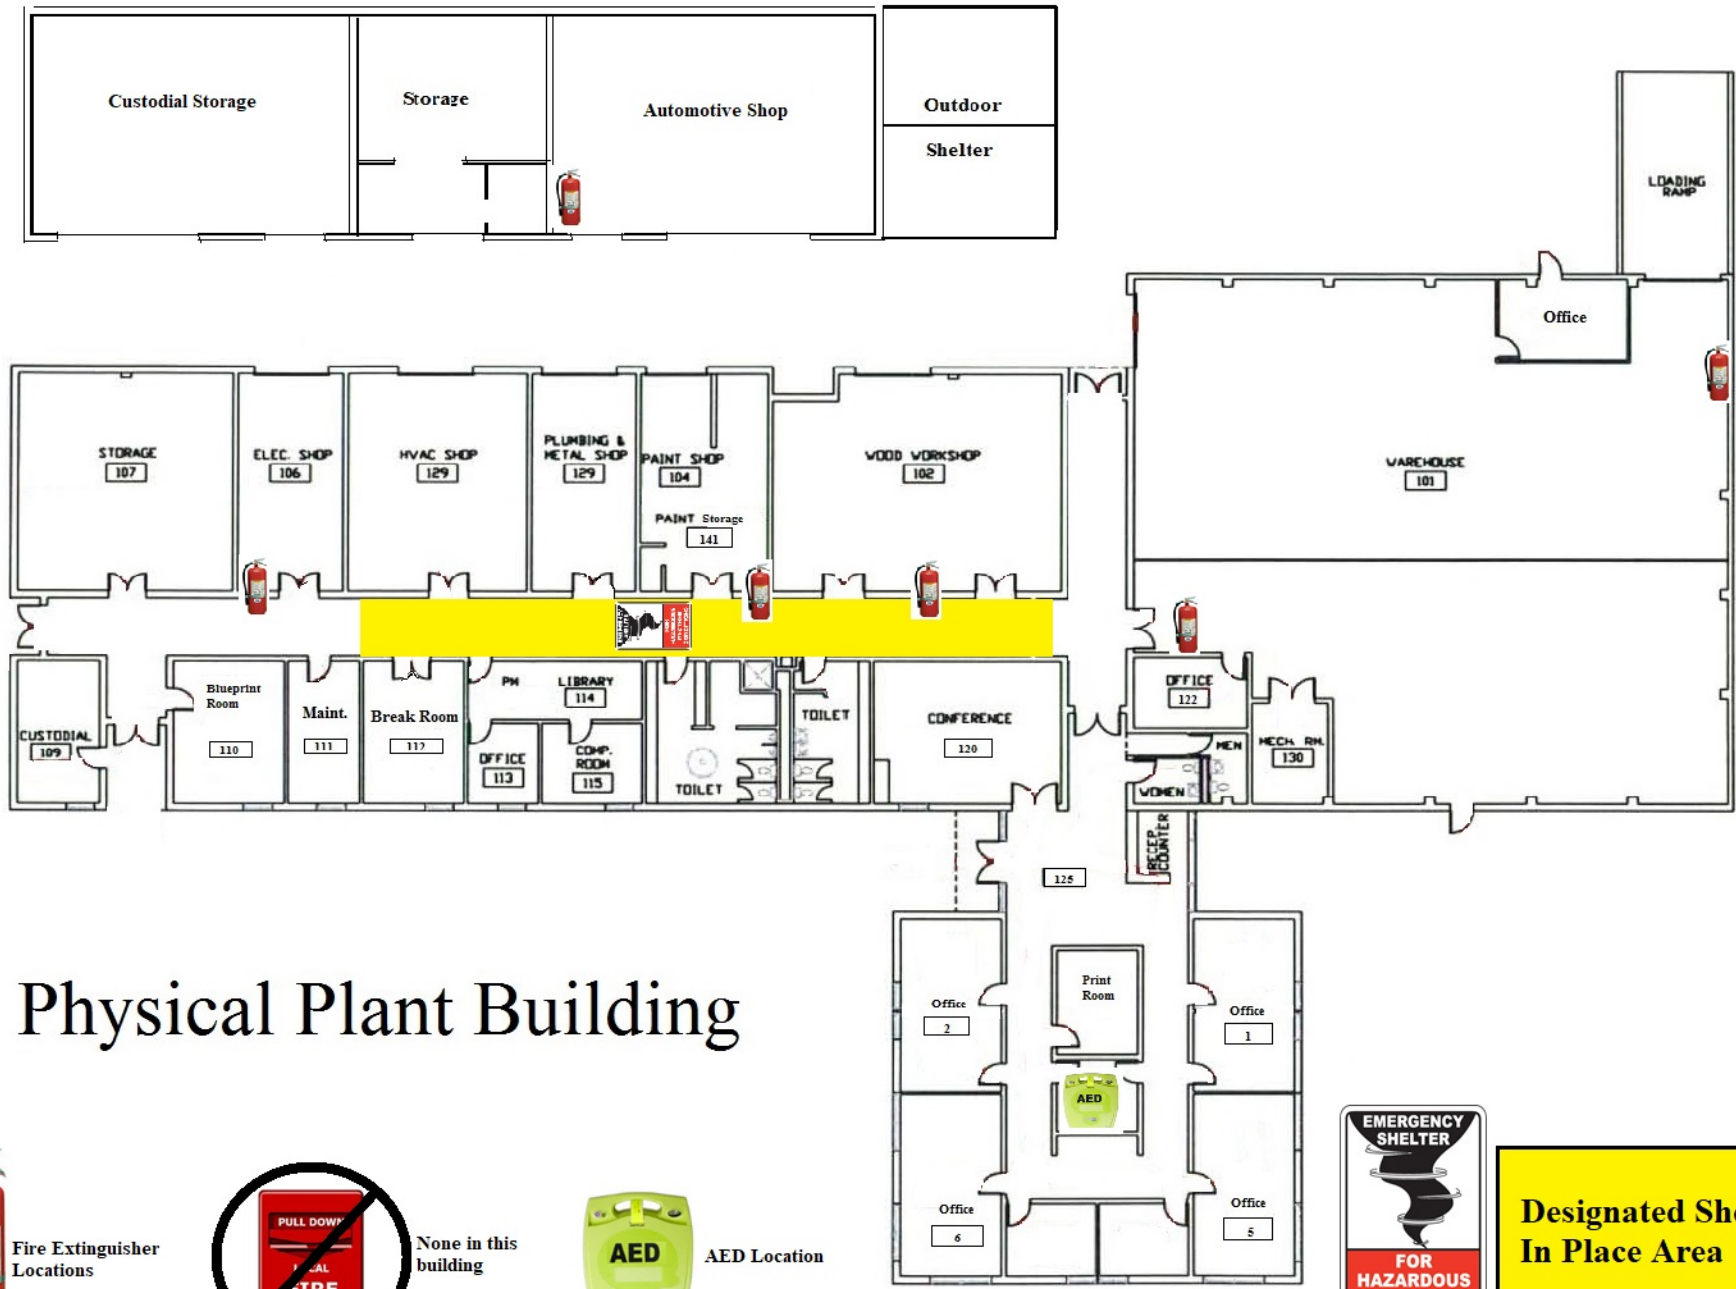 Custodial Storage
Storage
Automotive Shop
Outdoor
Shelter
LOADING
RAMP
Office
STORAGE
107
ELEC. SHOP
106
HVAC SHOP
129
PLUMBING &
METAL SHOP
129
PAINT SHOP
104
PAINT Storage
141
WOOD WORKSHOP
102
WAREHOUSE
101
CUSTODIAL
109
Blueprint
Room
110
Maint.
111
Break Room
112
PM LIBRARY
114
OFFICE
113
COMP.
ROOM
115
TOILET
TOILET
CONFERENCE
120
OFFICE
122
MEN
WOMEN
MECH. RM.
130
RECEP.
COUNTER
125
Print
Room
Office
2
Office
1
AED
Office
6
Office
5
Physical Plant Building
Fire Extinguisher
Locations
PULL DOWN
None in this
building
AED
AED Location
EMERGENCY
SHELTER
FOR
HAZARDOUS
Designated
In Place Area